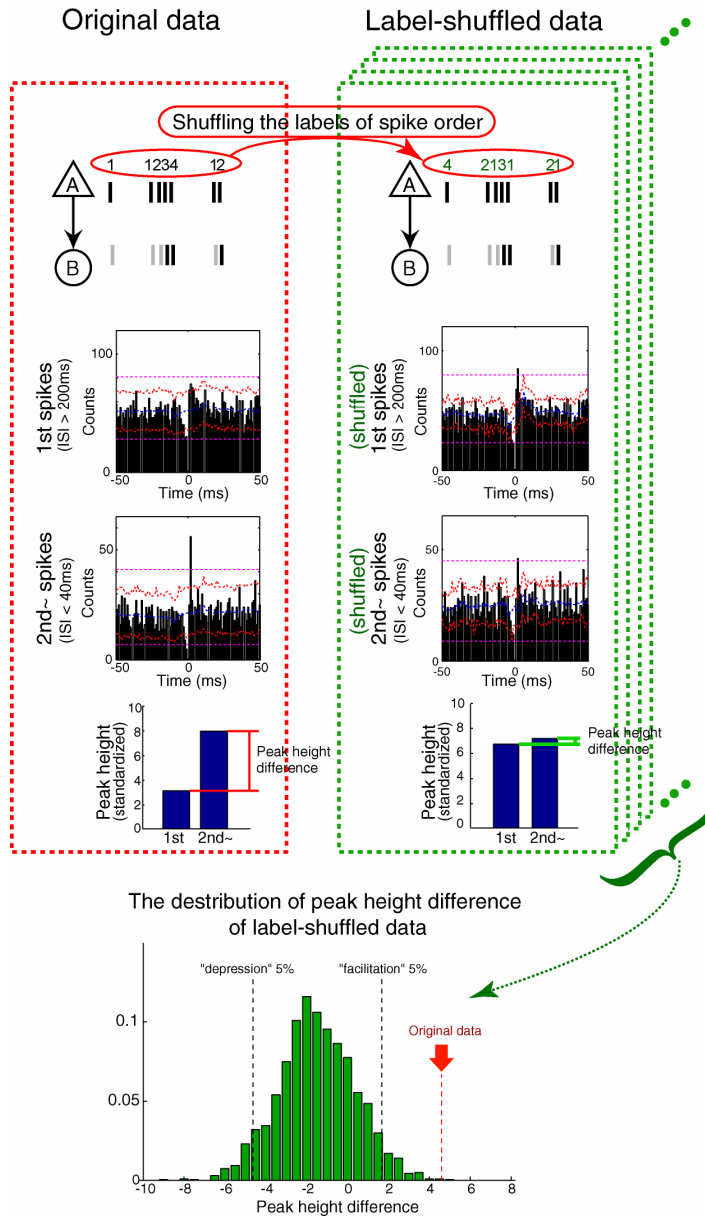 Original data
Label-shuffled data
Shuffling the labels of spike order
1 1234 12
4 2131 21
A
A
B
B
1st spikes
(ISI > 200ms)
Counts
100
0
-50 0 50
Time (ms)
(shuffled)
1st spikes
(ISI > 200ms)
Counts
100
0
-50 0 50
Time (ms)
2nd~ spikes
(ISI < 40ms)
Counts
50
0
-50 0 50
Time (ms)
(shuffled)
2nd~ spikes
(ISI < 40ms)
Counts
50
0
-50 0 50
Time (ms)
Peak height
(standardized)
10
8
6
4
2
0
1st 2nd~
Peak height
difference
Peak height
(standardized)
10
8
6
4
2
0
1st 2nd~
Peak height
difference
The destribution of peak height difference
of label-shuffled data
"depression" 5%
"facilitation" 5%
Original data
0.1
0.05
0
-10 -8 -6 -4 -2 0 2 4 6 8
Peak height difference